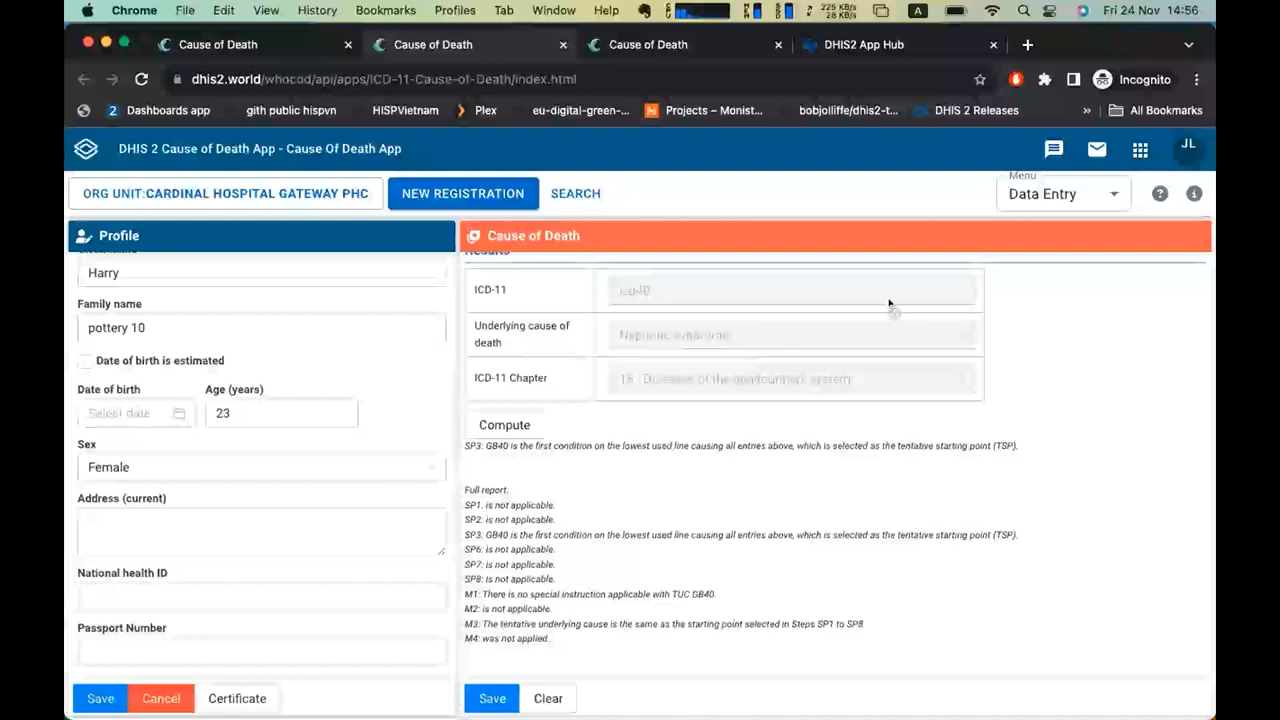 Chrome File Edit View History Bookmarks Profiles Tab Window Help 225 KB/s 28 KB/s A Fri 24 Nov 14:56
Cause of Death × Cause of Death × Cause of Death × DHIS2 App Hub × +
dhis2.world/whocod/api/apps/ICD-11-Cause-of-Death/index.html Incognito
Dashboards app gith public hispvn HISPVietnam Plex eu-digital-green-... Projects – Monist... bobjolliffe/dhis2-t... DHIS 2 Releases » All Bookmarks
DHIS 2 Cause of Death App - Cause Of Death App JL
ORG UNIT:CARDINAL HOSPITAL GATEWAY PHC NEW REGISTRATION SEARCH Menu Data Entry
Profile
Harry
Family name
pottery 10
Date of birth is estimated
Date of birth Age (years)
Select date 23
Sex
Female
Address (current)
National health ID
Passport Number
Save Cancel Certificate
Cause of Death
Results
ICD-11
Underlying cause of
death
ICD-11 Chapter
Compute
SP3: GB40 is the first condition on the lowest used line causing all entries above, which is selected as the tentative starting point (TSP).
Full report:
SP1. is not applicable.
SP2: is not applicable.
SP3: GB40 is the first condition on the lowest used line causing all entries above, which is selected as the tentative starting point (TSP).
SP6: is not applicable.
SP7: is not applicable.
SP8: is not applicable.
M1: There is no special instruction applicable with TUC GB40.
M2: is not applicable.
M3: The tentative underlying cause is the same as the starting point selected in Steps SP1 to SP8
M4: was not applied.
Save Clear